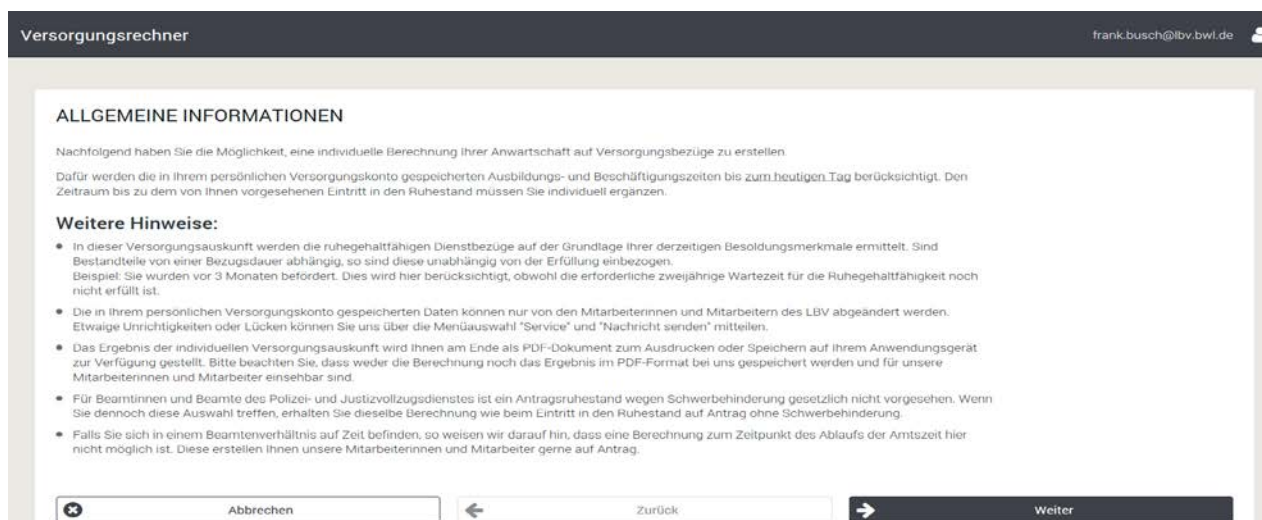 Versorgungsrechner
frank.busch@lbv.bwl.de
ALLGEMEINE INFORMATIONEN
Nachfolgend haben Sie die Möglichkeit, eine individuelle Berechnung Ihrer Anwartschaft auf Versorgungsbezüge zu erstellen.
Dafür werden die in Ihrem persönlichen Versorgungskonto gespeicherten Ausbildungs- und Beschäftigungszeiten bis zum heutigen Tag berücksichtigt. Den
Zeitraum bis zu dem von Ihnen vorgesehenen Eintritt in den Ruhestand müssen Sie individuell ergänzen.
Weitere Hinweise:
• In dieser Versorgungsauskunft werden die ruhegehaltfähigen Dienstbezüge auf der Grundlage Ihrer derzeitigen Besoldungsmerkmale ermittelt. Sind
Bestandteile von einer Bezugsdauer abhängig, so sind diese unabhängig von der Erfüllung einbezogen.
Beispiel: Sie wurden vor 3 Monaten befördert. Dies wird hier berücksichtigt, obwohl die erforderliche zweijährige Wartezeit für die Ruhegehaltfähigkeit noch
nicht erfüllt ist.
• Die in Ihrem persönlichen Versorgungskonto gespeicherten Daten können nur von den Mitarbeiterinnen und Mitarbeitern des LBV abgeändert werden.
Etwaige Unrichtigkeiten oder Lücken können Sie uns über die Menüauswahl "Service" und "Nachricht senden" mitteilen.
• Das Ergebnis der individuellen Versorgungsauskunft wird Ihnen am Ende als PDF-Dokument zum Ausdrucken oder Speichern auf Ihrem Anwendungsgerät
zur Verfügung gestellt. Bitte beachten Sie, dass weder die Berechnung noch das Ergebnis im PDF-Format bei uns gespeichert werden und für unsere
Mitarbeiterinnen und Mitarbeiter einsehbar sind.
• Für Beamtinnen und Beamte des Polizei- und Justizvollzugsdienstes ist ein Antragsruhestand wegen Schwerbehinderung gesetzlich nicht vorgesehen. Wenn
Sie dennoch diese Auswahl treffen, erhalten Sie dieselbe Berechnung wie beim Eintritt in den Ruhestand auf Antrag ohne Schwerbehinderung.
• Falls Sie sich in einem Beamtenverhältnis auf Zeit befinden, so weisen wir darauf hin, dass eine Berechnung zum Zeitpunkt des Ablaufs der Amtszeit hier
nicht möglich ist. Diese erstellen Ihnen unsere Mitarbeiterinnen und Mitarbeiter gerne auf Antrag.
Abbrechen
Zurück
Weiter